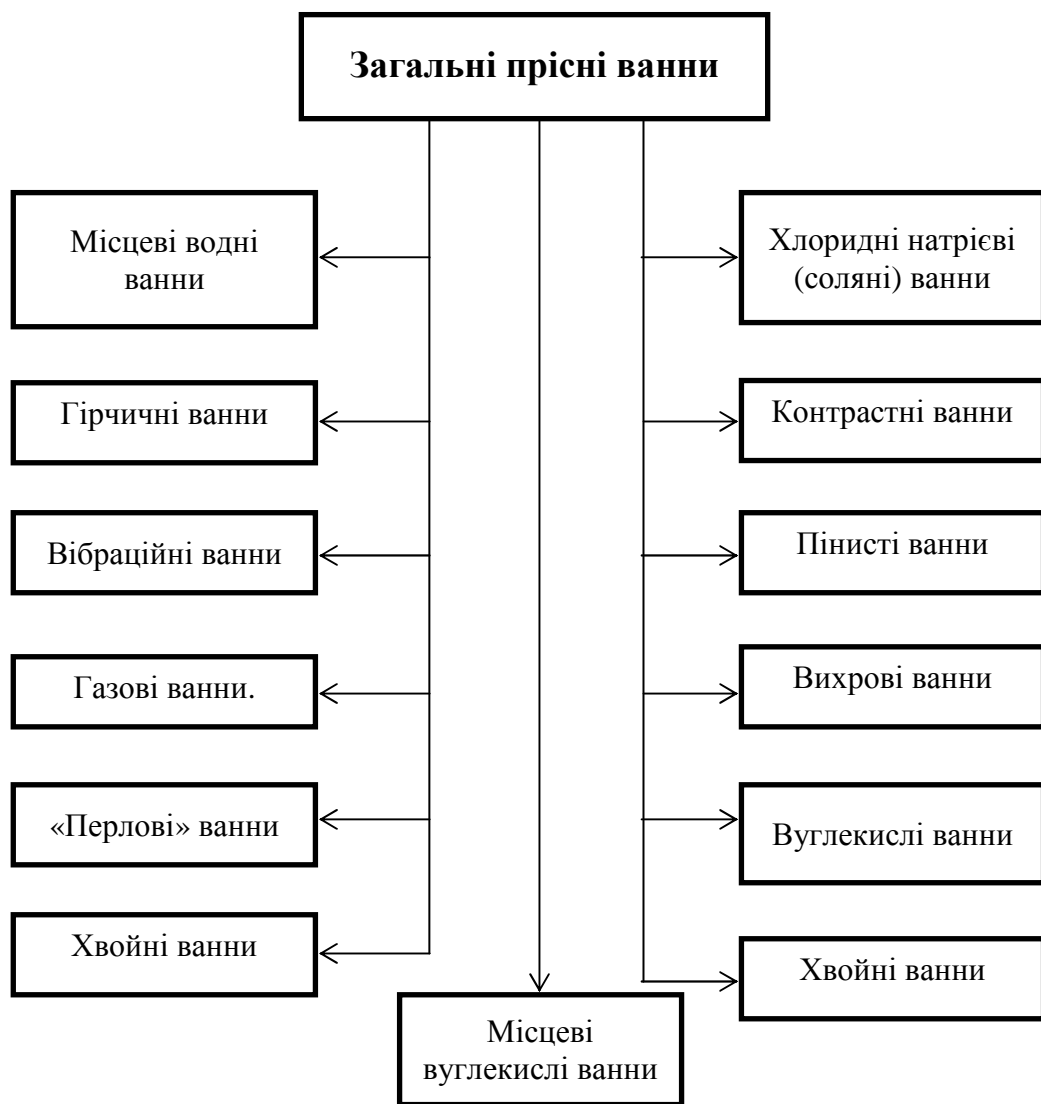 Загальні прісні ванни
Місцеві водні
ванни
Хлоридні натрієві
(соляні) ванни
Гірчичні ванни
Контрастні ванни
Вібраційні ванни
Пінисті ванни
Газові ванни.
Вихрові ванни
«Перлові» ванни
Вуглекислі ванни
Хвойні ванни
Хвойні ванни
Місцеві
вуглекислі ванни